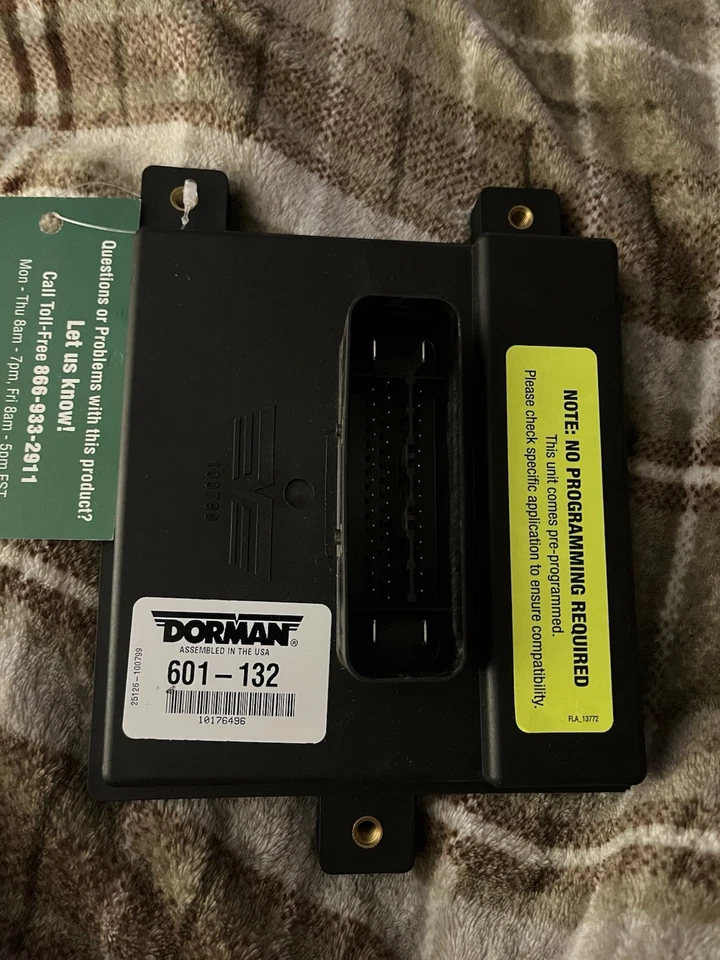 Questions or Problems with this product?
Let us know!
Call Toll-Free 866-933-2911
Mon - Thu 8am - 7pm, Fri 8am - 5pm EST
100799
NOTE: NO PROGRAMMING REQUIRED
This unit comes pre-programmed.
Please check specific application to ensure compatibility.
FLA_13772
DORMAN®
ASSEMBLED IN THE USA
601-132
10176496
25126-100799